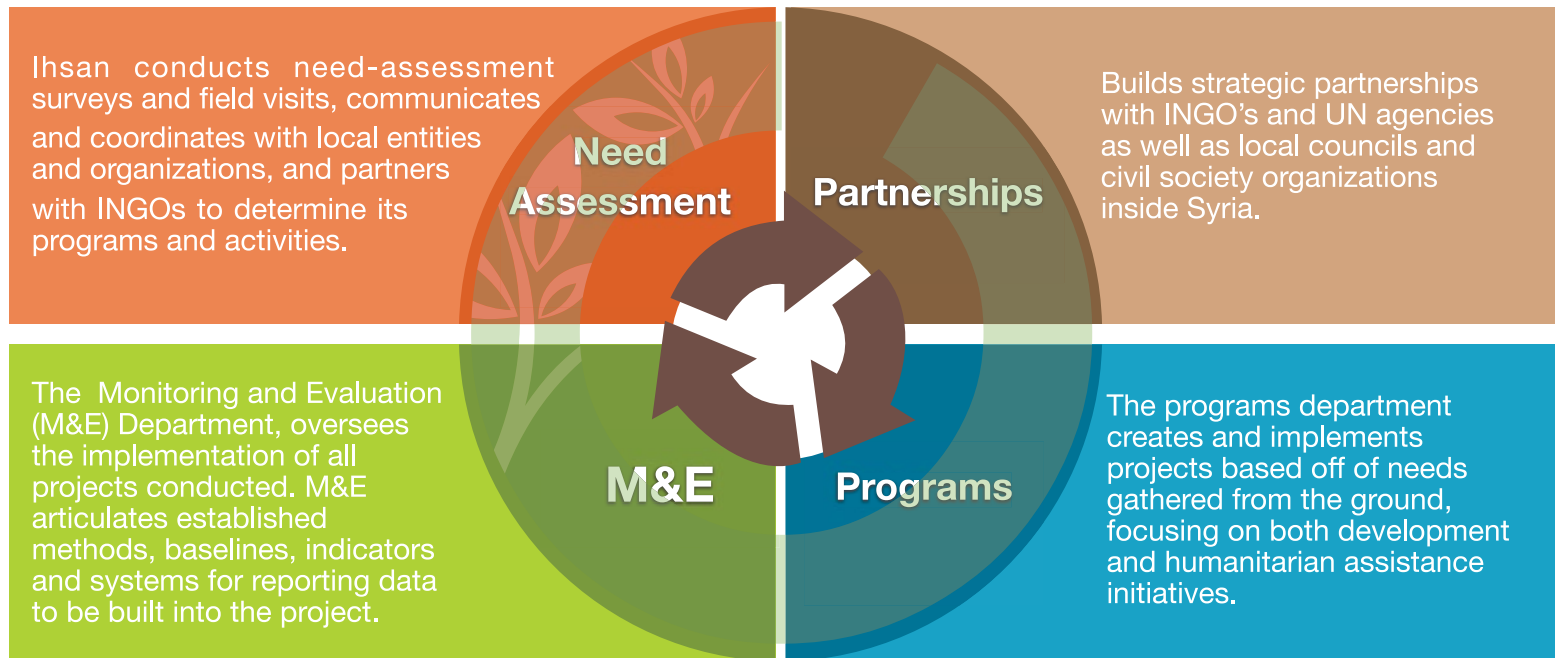 Ihsan conducts need-assessment
surveys and field visits, communicates
and coordinates with local entities
and organizations, and partners
with INGOs to determine its
programs and activities.
Need
Assessment
Partnerships
Builds strategic partnerships
with INGO's and UN agencies
as well as local councils and
civil society organizations
inside Syria.
The Monitoring and Evaluation
(M&E) Department, oversees
the implementation of all
projects conducted. M&E
articulates established
methods, baselines, indicators
and systems for reporting data
to be built into the project.
M&E
Programs
The programs department
creates and implements
projects based off of needs
gathered from the ground,
focusing on both development
and humanitarian assistance
initiatives.